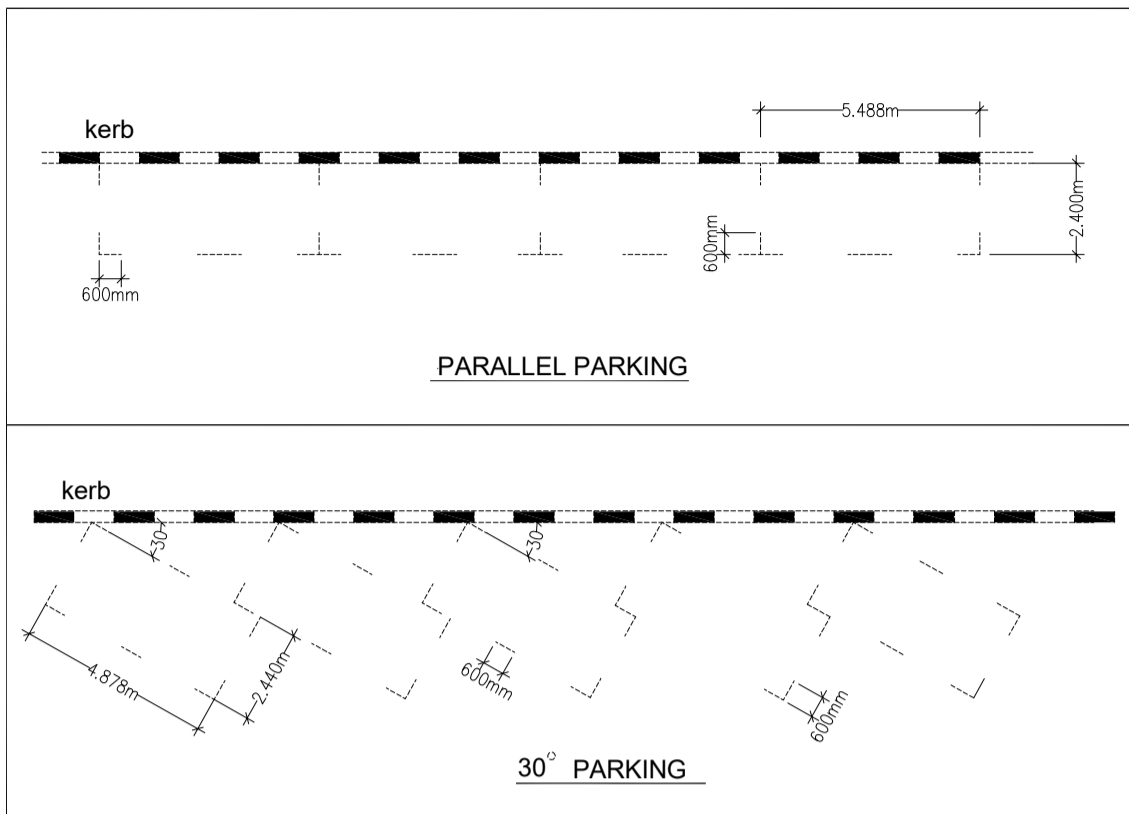 kerb
5.488m
2.400m
600mm
600mm
PARALLEL PARKING
kerb
30
30
4.878m
2.440m
600mm
600mm
30° PARKING